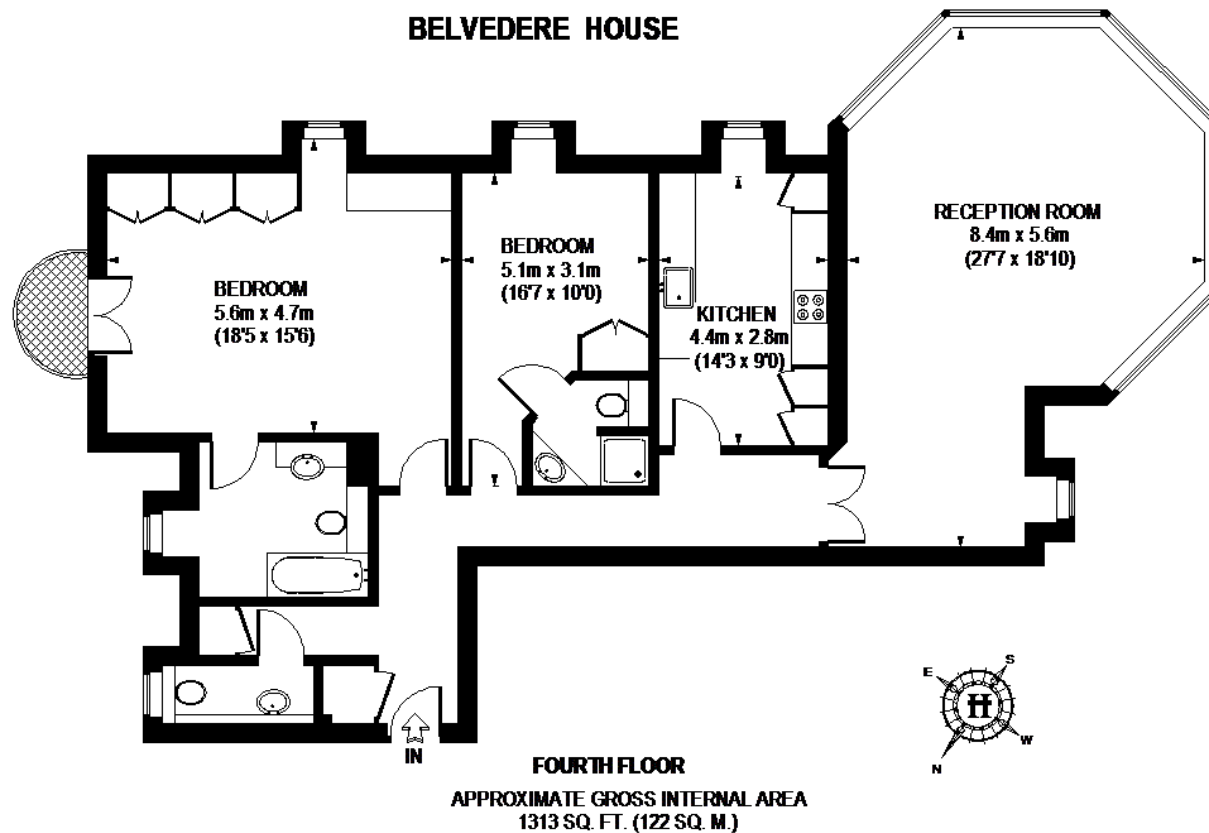 BELVEDERE HOUSE
RECEPTION ROOM
8.4m x 5.6m
(27'7 x 18'10)
BEDROOM
5.1m x 3.1m
(16'7 x 10'0)
BEDROOM
5.6m x 4.7m
(18'5 x 15'6)
KITCHEN
4.4m x 2.8m
(14'3 x 9'0)
E
S
H
W
N
IN
FOURTH FLOOR
APPROXIMATE GROSS INTERNAL AREA
1313 SQ. FT. (122 SQ. M.)